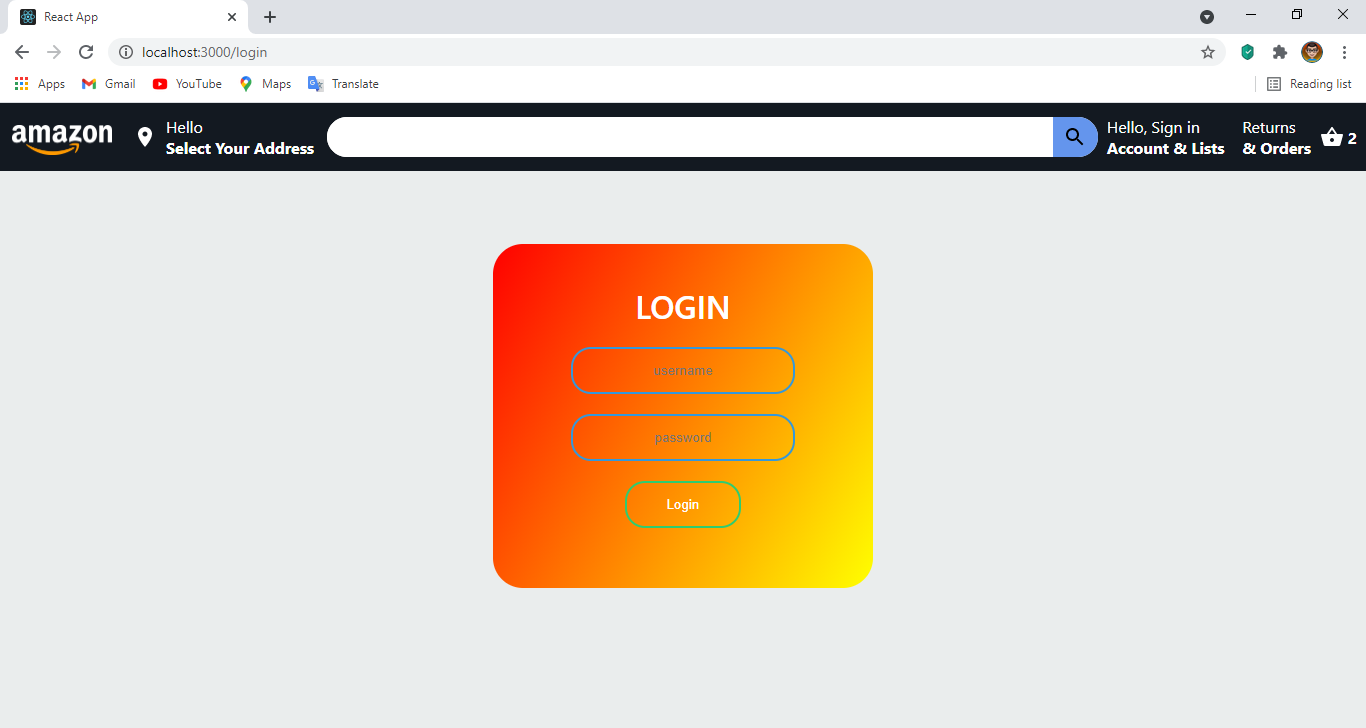 React App
localhost:3000/login
Apps Gmail YouTube Maps Translate Reading list
amazon
Hello
Select Your Address
Hello, Sign in
Account & Lists
Returns
& Orders
2
LOGIN
username
password
Login